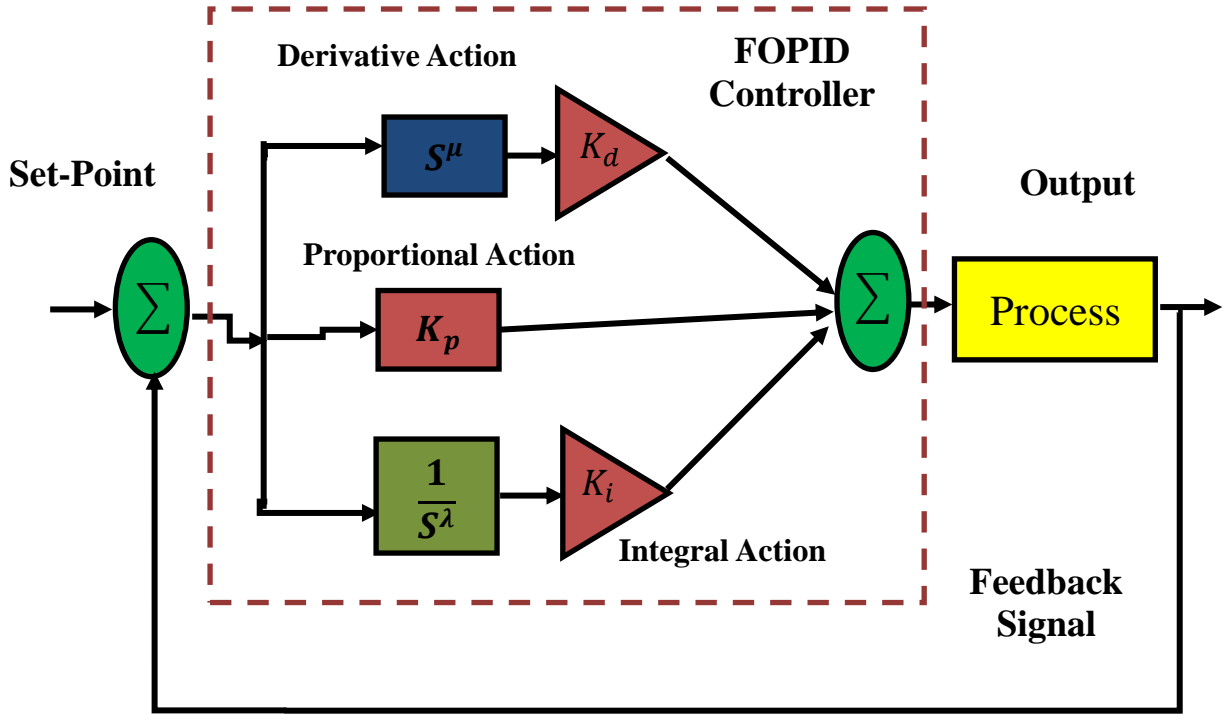 Derivative Action
FOPID
Controller
S^μ
K_d
Set-Point
Output
Proportional Action
∑
K_p
∑
Process
1
S^λ
K_i
Integral Action
Feedback
Signal